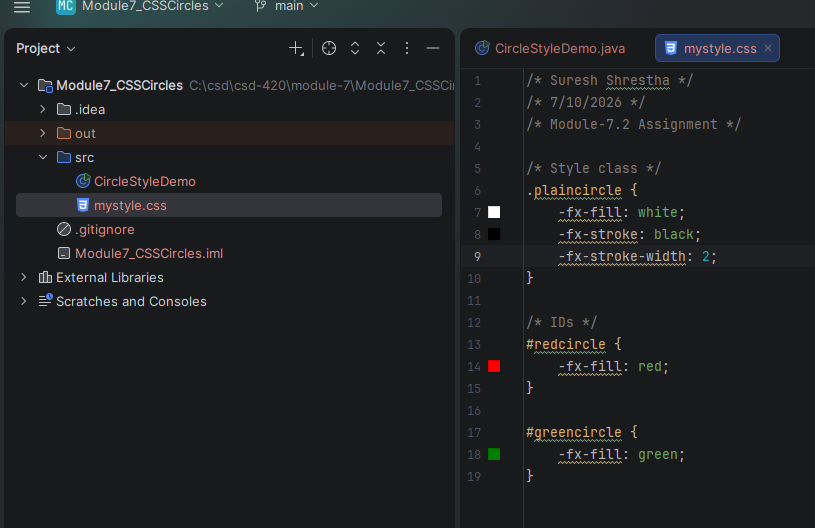 MC Module7_CSSCircles main
Project
Module7_CSSCircles C:\csd\csd-420\module-7\Module7_CSSCir
.idea
out
src
CircleStyleDemo
mystyle.css
.gitignore
Module7_CSSCircles.iml
External Libraries
Scratches and Consoles
CircleStyleDemo.java mystyle.css
1 /* Suresh Shrestha */
2 /* 7/10/2026 */
3 /* Module-7.2 Assignment */
4
5 /* Style class */
6 .plaincircle {
7 -fx-fill: white;
8 -fx-stroke: black;
9 -fx-stroke-width: 2;
10 }
11
12 /* IDs */
13 #redcircle {
14 -fx-fill: red;
15 }
16
17 #greencircle {
18 -fx-fill: green;
19 }